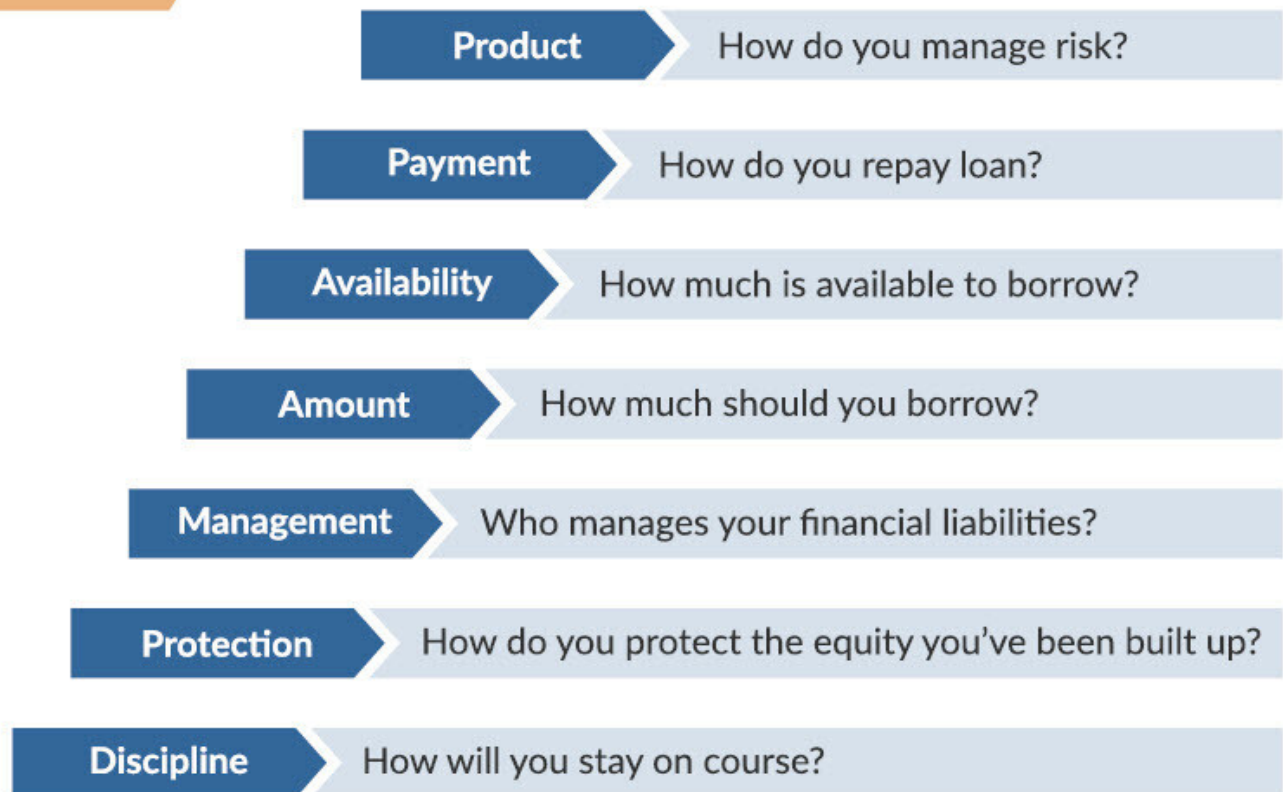 Product How do you manage risk?
Payment How do you repay loan?
Availability How much is available to borrow?
Amount How much should you borrow?
Management Who manages your financial liabilities?
Protection How do you protect the equity you’ve been built up?
Discipline How will you stay on course?